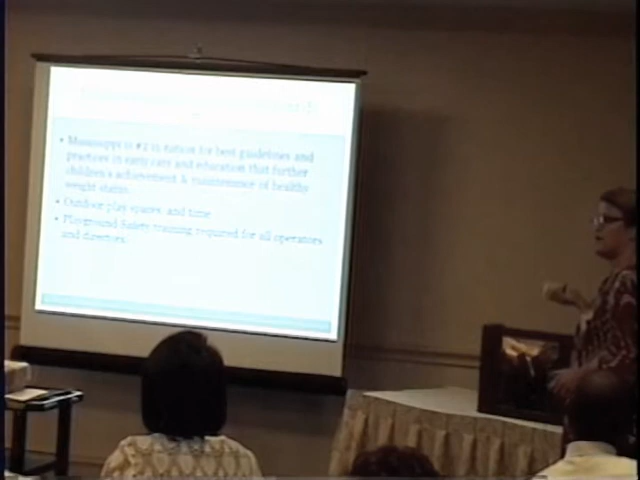 • Mississippi is #2 in nation for best guidelines and
practices in early care and education that further
children's achievement & maintenance of healthy
weight status.
• Outdoor play spaces and time
• Playground Safety training required for all operators
and directors.